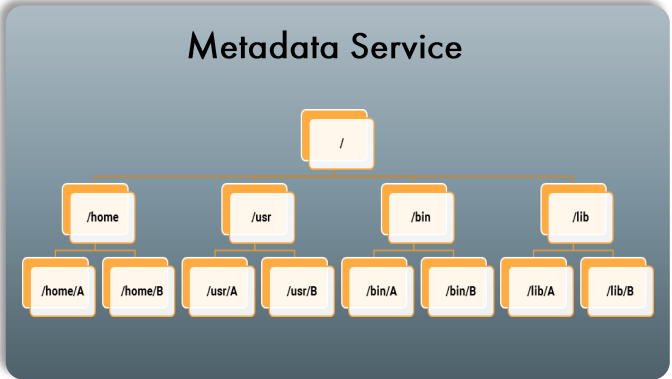 Metadata Service
/
/home
/usr
/bin
/lib
/home/A
/home/B
/usr/A
/usr/B
/bin/A
/bin/B
/lib/A
/lib/B